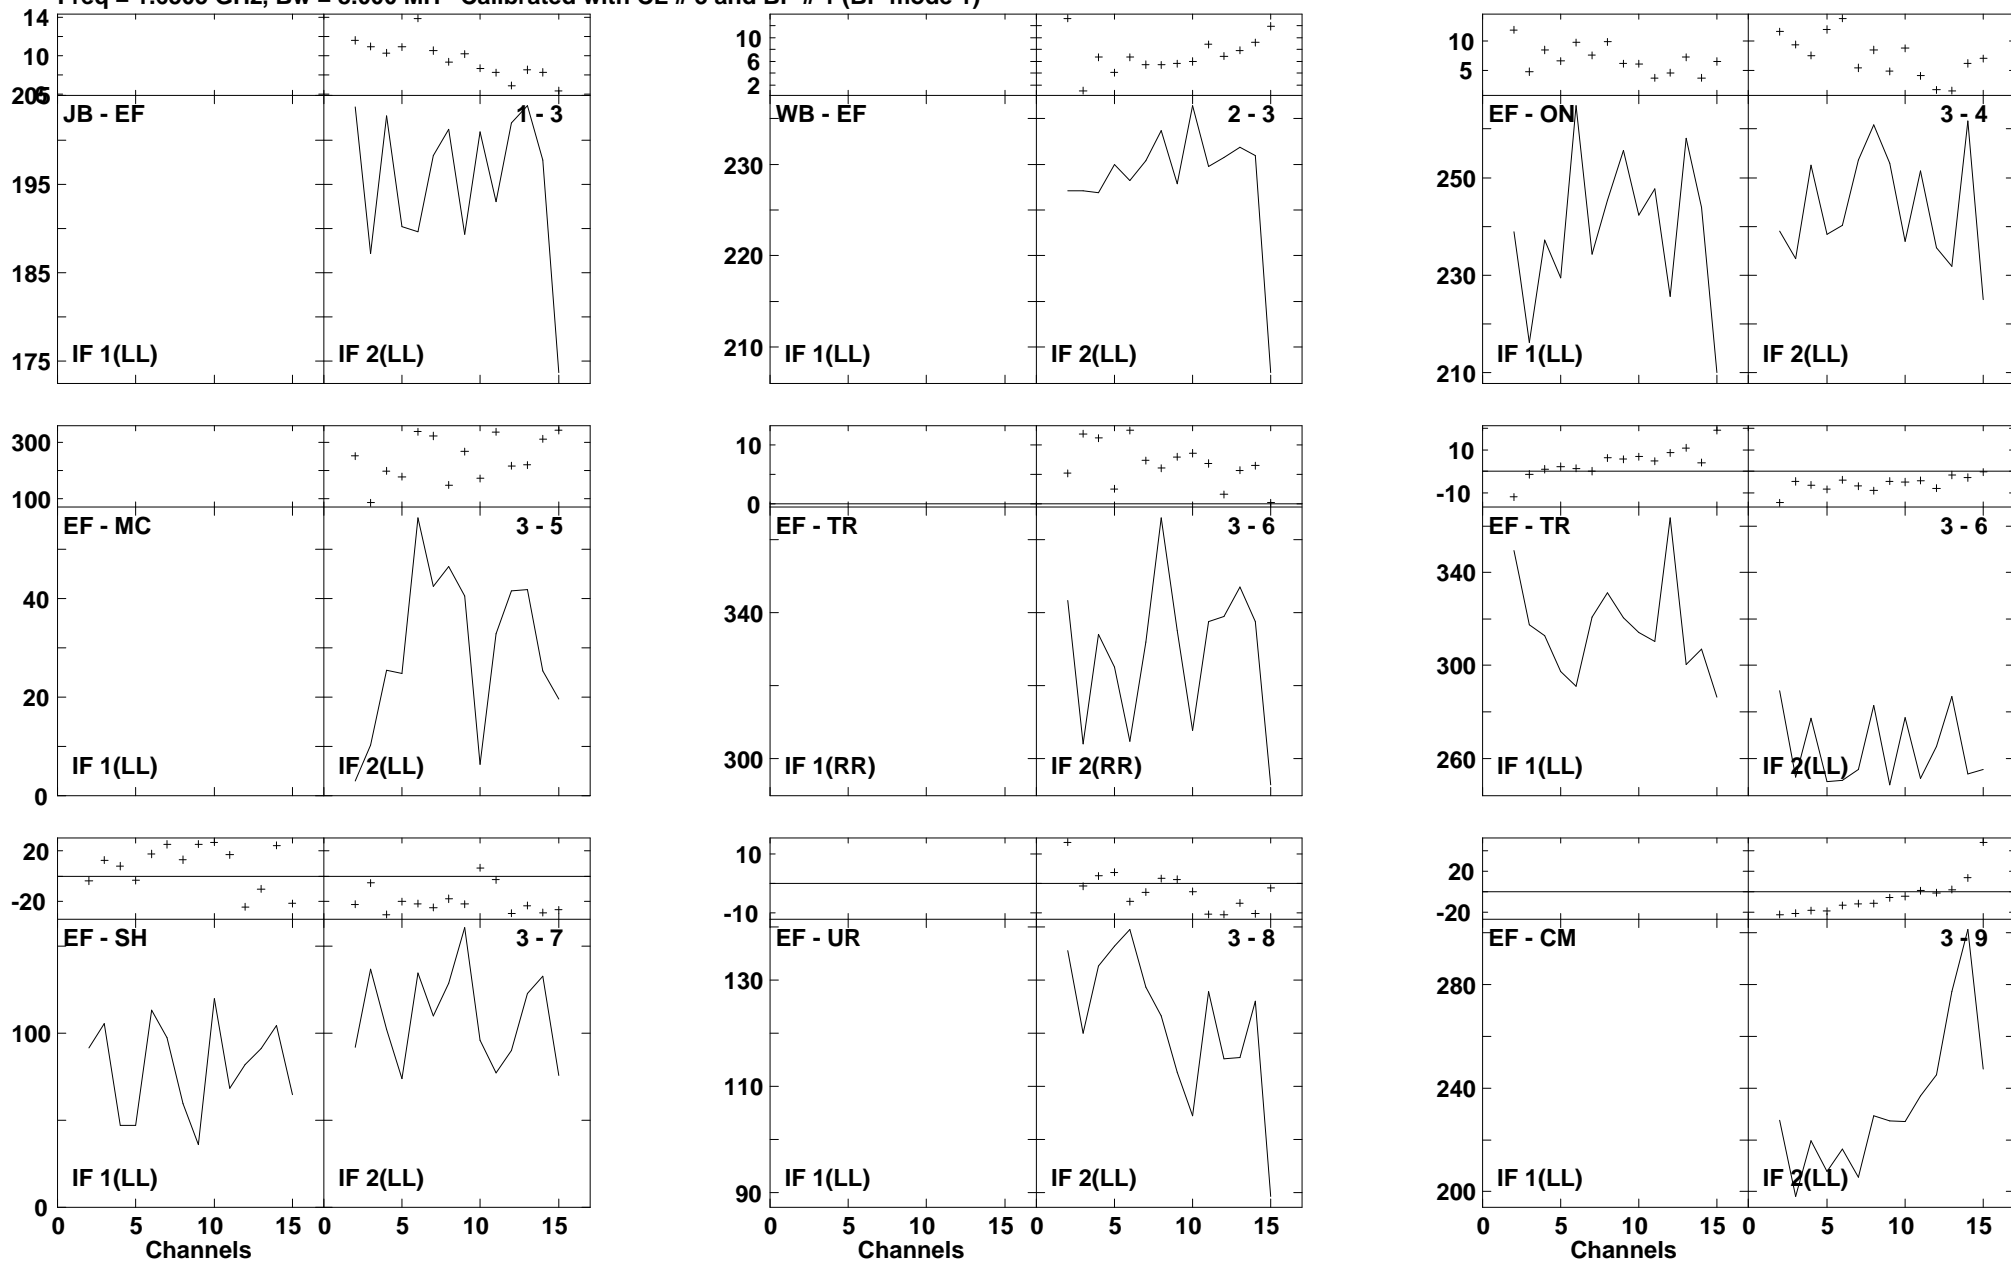 14
10
6
205
195
185
175
JB - EF
1 - 3
IF 1(LL)
IF 2(LL)
10
6
2
230
220
210
WB - EF
2 - 3
IF 1(LL)
IF 2(LL)
10
5
250
230
210
EF - ON
3 - 4
IF 1(LL)
IF 2(LL)
300
100
40
20
0
EF - MC
3 - 5
IF 1(LL)
IF 2(LL)
10
0
340
300
EF - TR
3 - 6
IF 1(RR)
IF 2(RR)
10
-10
340
300
260
EF - TR
3 - 6
IF 1(LL)
IF 2(LL)
20
-20
100
0
EF - SH
3 - 7
IF 1(LL)
IF 2(LL)
0 5 10 15 0 5 10 15
Channels
10
-10
130
110
90
EF - UR
3 - 8
IF 1(LL)
IF 2(LL)
0 5 10 15 0 5 10 15
Channels
20
-20
280
240
200
EF - CM
3 - 9
IF 1(LL)
IF 2(LL)
0 5 10 15 0 5 10 15
Channels